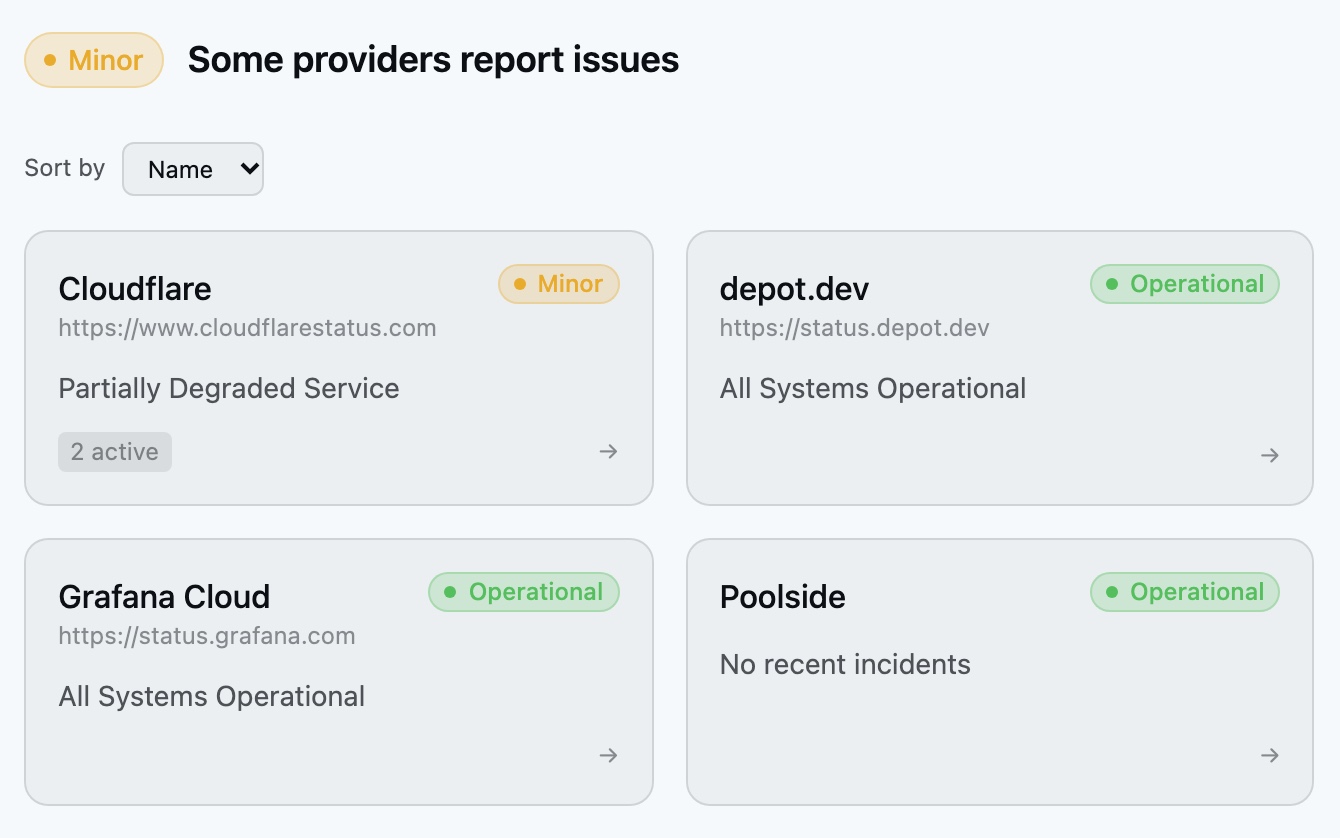 Minor
Some providers report issues
Sort by
Name
Cloudflare
Minor
https://www.cloudflarestatus.com
Partially Degraded Service
2 active
→
depot.dev
Operational
https://status.depot.dev
All Systems Operational
→
Grafana Cloud
Operational
https://status.grafana.com
All Systems Operational
→
Poolside
Operational
No recent incidents
→